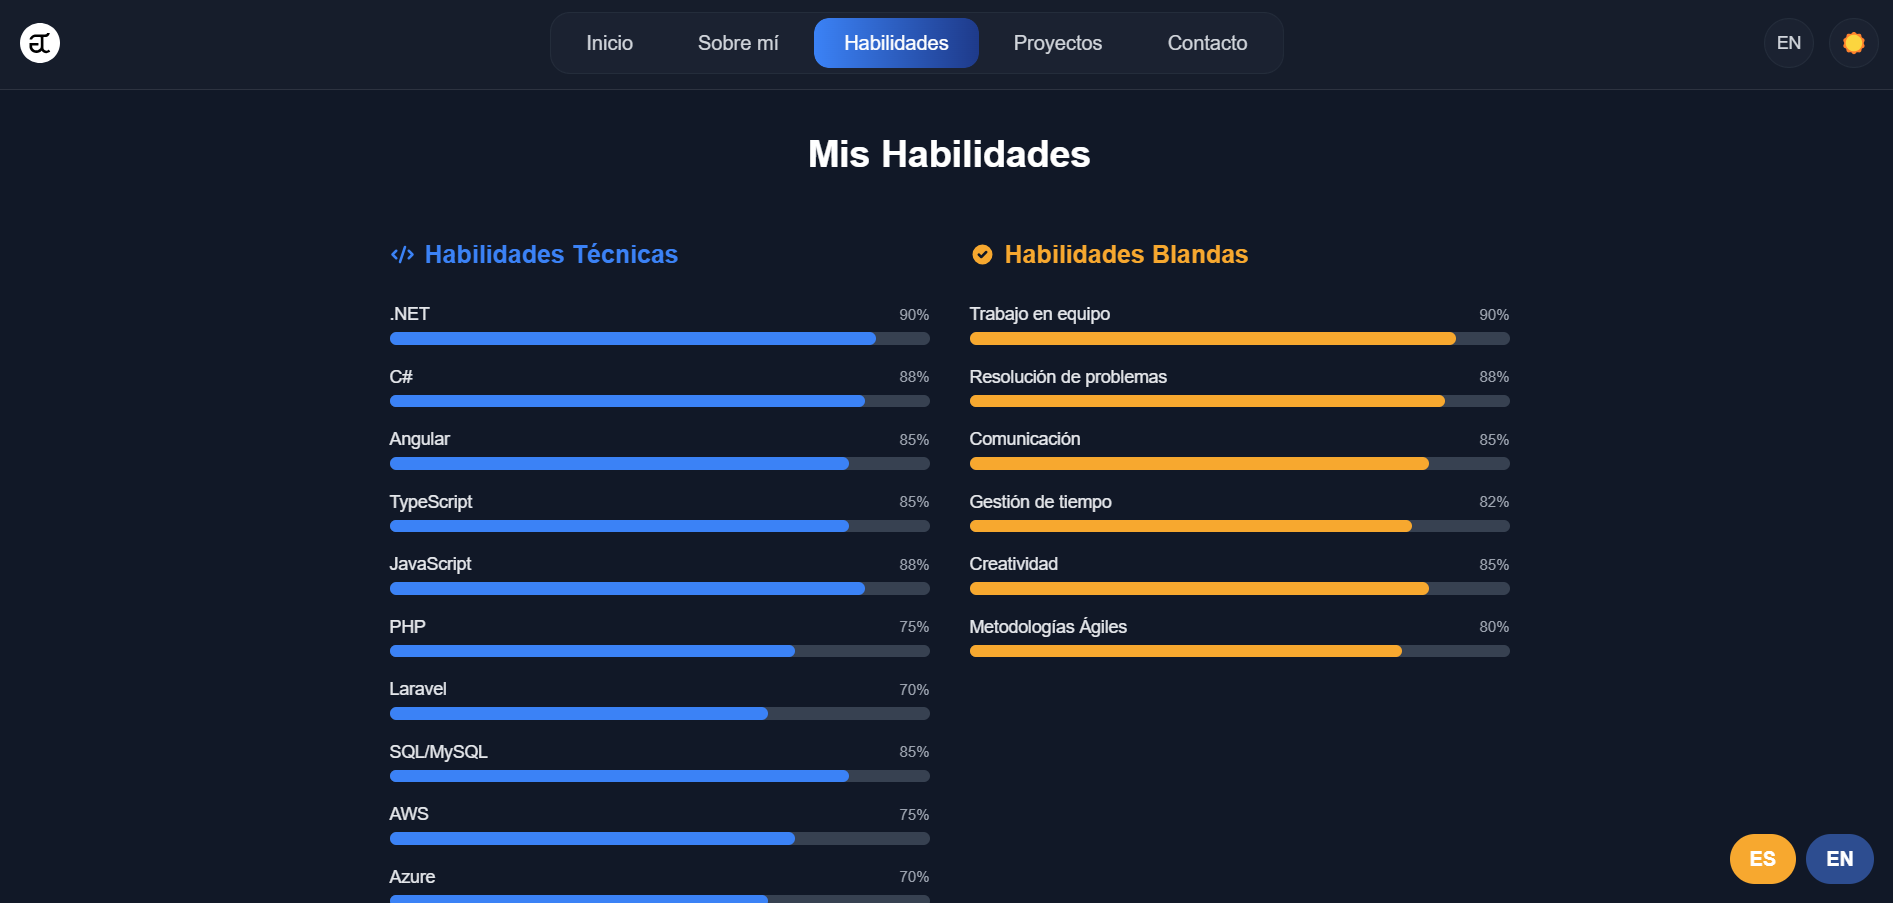 Inicio
Sobre mí
Habilidades
Proyectos
Contacto
EN
Mis Habilidades
Habilidades Técnicas
.NET 90%
C# 88%
Angular 85%
TypeScript 85%
JavaScript 88%
PHP 75%
Laravel 70%
SQL/MySQL 85%
AWS 75%
Azure 70%
Habilidades Blandas
Trabajo en equipo 90%
Resolución de problemas 88%
Comunicación 85%
Gestión de tiempo 82%
Creatividad 85%
Metodologías Ágiles 80%
ES
EN